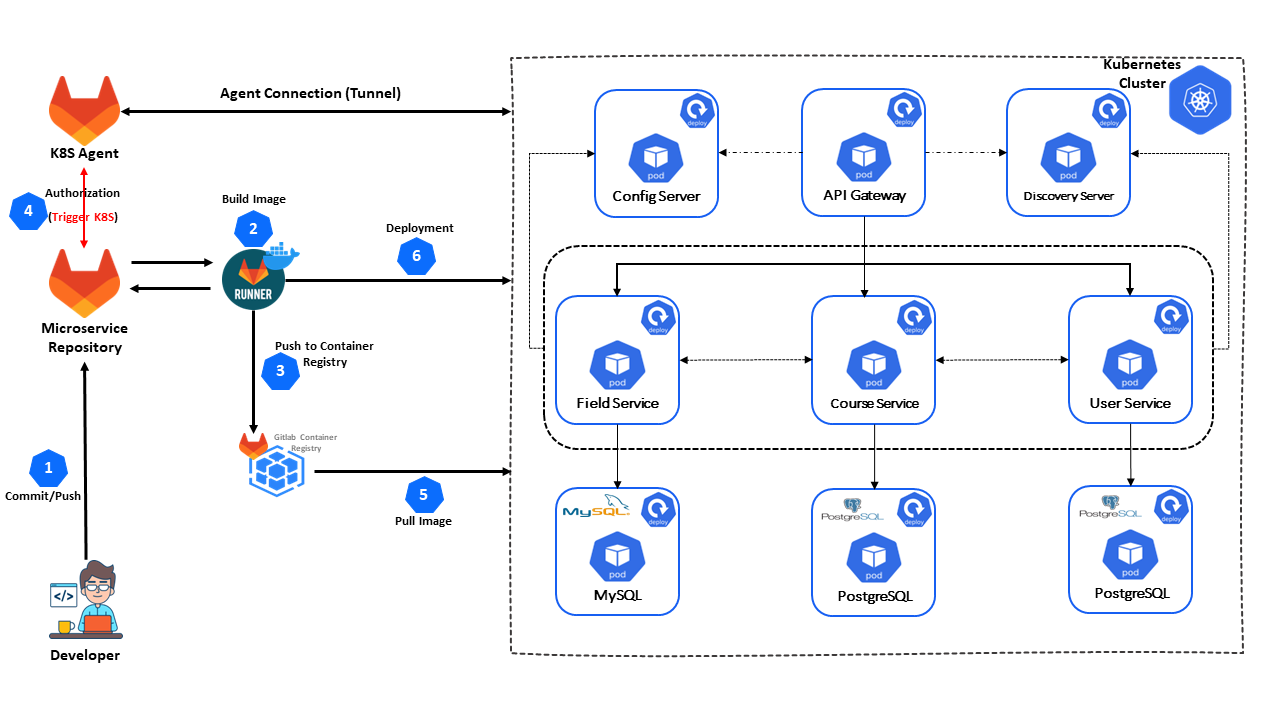 Kubernetes
Cluster
Agent Connection (Tunnel)
K8S Agent
deploy
pod
Config Server
deploy
pod
API Gateway
deploy
pod
Discovery Server
4
Authorization
(Trigger K8S)
Build Image
2
RUNNER
Deployment
6
Microservice
Repository
Push to Container
Registry
3
deploy
pod
Field Service
deploy
pod
Course Service
deploy
pod
User Service
Gitlab Container
Registry
1
Commit/Push
5
Pull Image
MySQL
deploy
pod
MySQL
PostgreSQL
deploy
pod
PostgreSQL
PostgreSQL
deploy
pod
PostgreSQL
</>
Developer